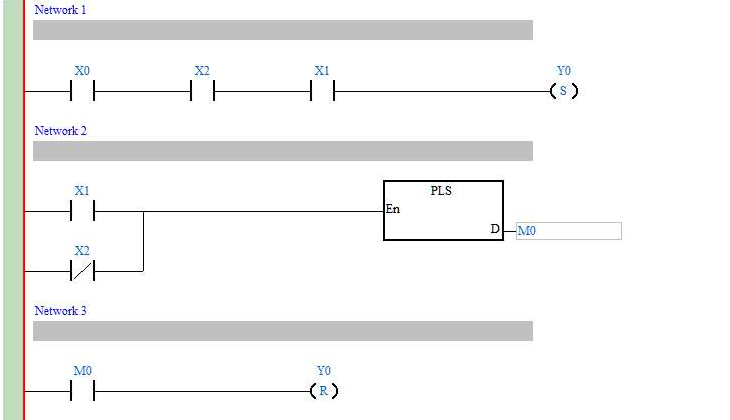 Network 1
X0 X2 X1 Y0
S
Network 2
X1 PLS
En
D M0
X2
Network 3
M0 Y0
R